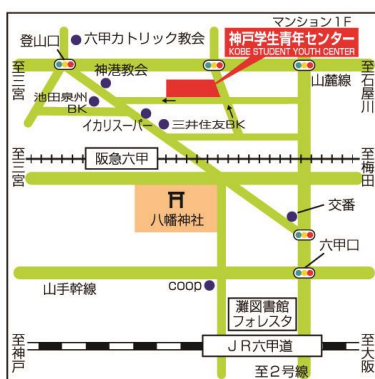 マンション1F
登山口
六甲カトリック教会
神戸学生青年センター
KOBE STUDENT YOUTH CENTER
至三宮
神港教会
山麓線
至石屋川
池田泉州
BK
イカリスーパー
三井住友BK
至三宮
阪急六甲
至梅田
八幡神社
交番
六甲口
山手幹線
coop
灘図書館
フォレスタ
至神戸
JR六甲道
至大阪
至2号線